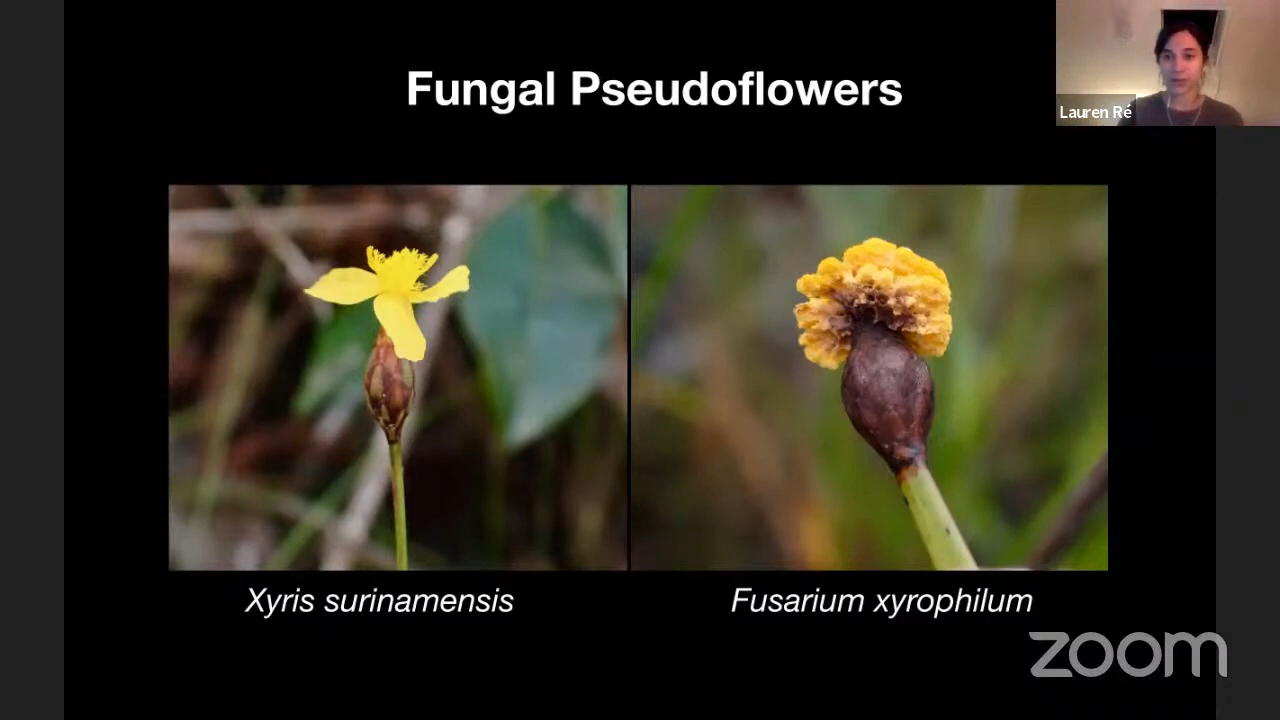 Fungal Pseudoflowers
Lauren Ré
Xyris surinamensis
Fusarium xyrophilum
zoom